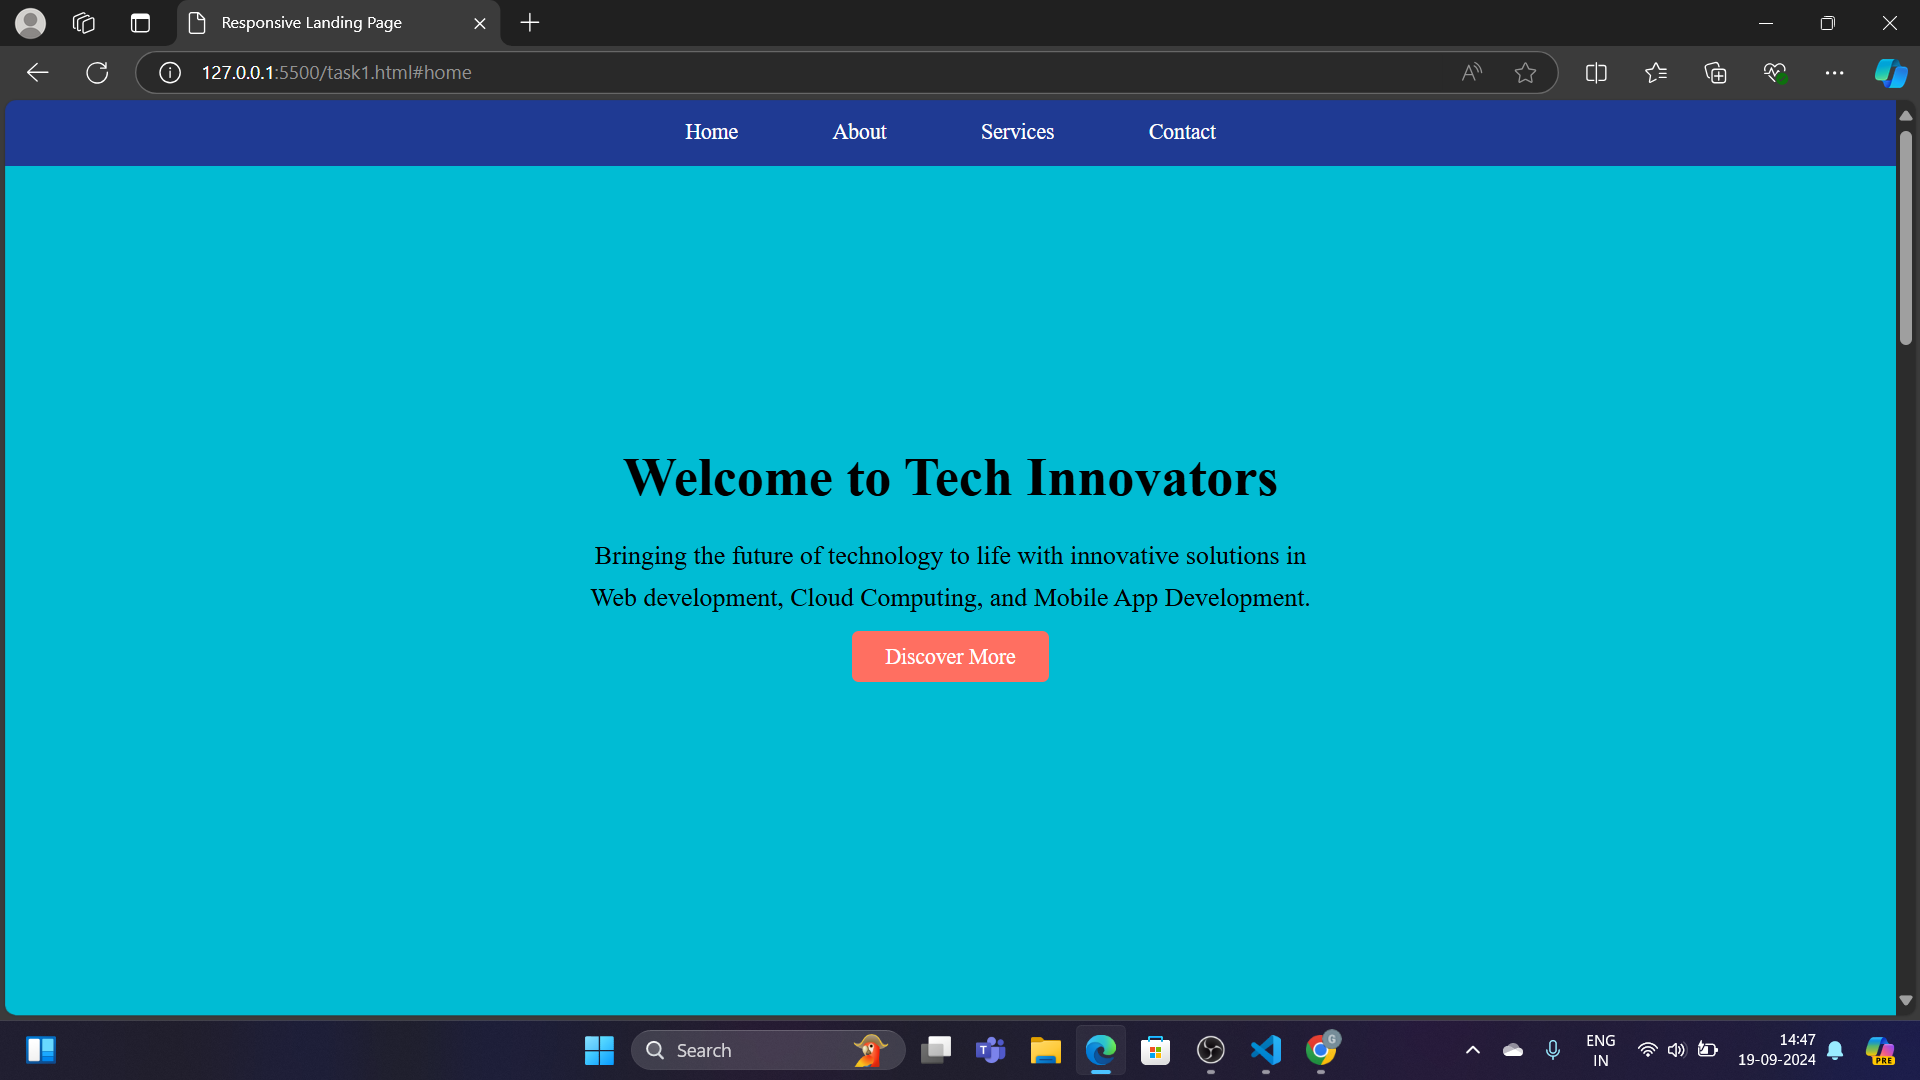 Responsive Landing Page
127.0.0.1:5500/task1.html#home
Home About Services Contact
Welcome to Tech Innovators
Bringing the future of technology to life with innovative solutions in
Web development, Cloud Computing, and Mobile App Development.
Discover More
Search
ENG
IN
14:47
19-09-2024
G
T
PRE